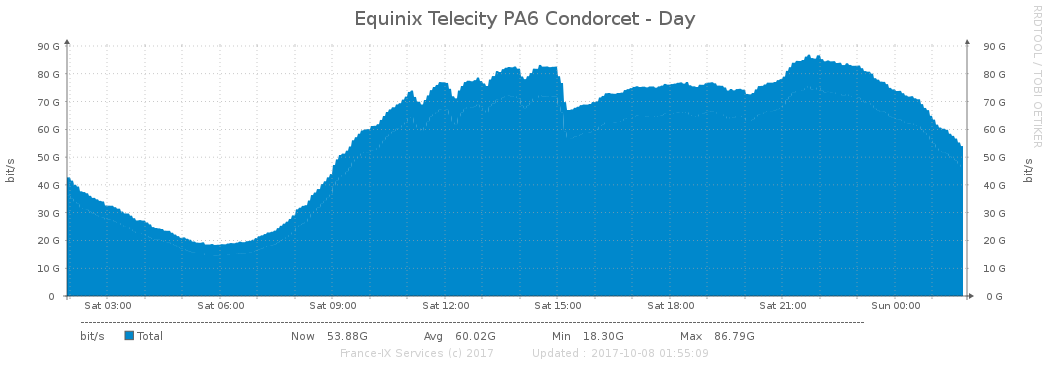 Equinix Telecity PA6 Condorcet - Day
RRDTOOL / TOBI OETIKER
bit/s
90 G 90 G
80 G 80 G
70 G 70 G
60 G 60 G
50 G 50 G
40 G 40 G
30 G 30 G
20 G 20 G
10 G 10 G
0 0 G
bit/s
Sat 03:00 Sat 06:00 Sat 09:00 Sat 12:00 Sat 15:00 Sat 18:00 Sat 21:00 Sun 00:00
bit/s Total Now 53.88G Avg 60.02G Min 18.30G Max 86.79G
France-IX Services (c) 2017 Updated : 2017-10-08 01:55:09